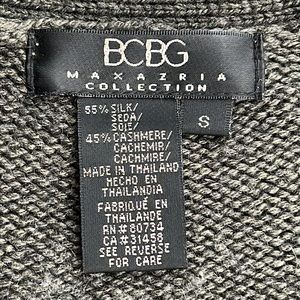 BCBG
MAXAZRIA
COLLECTION
55% SILK/
SEDA/
SOIE/
45% CASHMERE/
CACHEMIR/
CACHMIRE/
MADE IN THAILAND
HECHO EN
THAILANDIA
FABRIQUÉ EN
THAILANDE
RN# 80734
CA# 31458
SEE REVERSE
FOR CARE
S